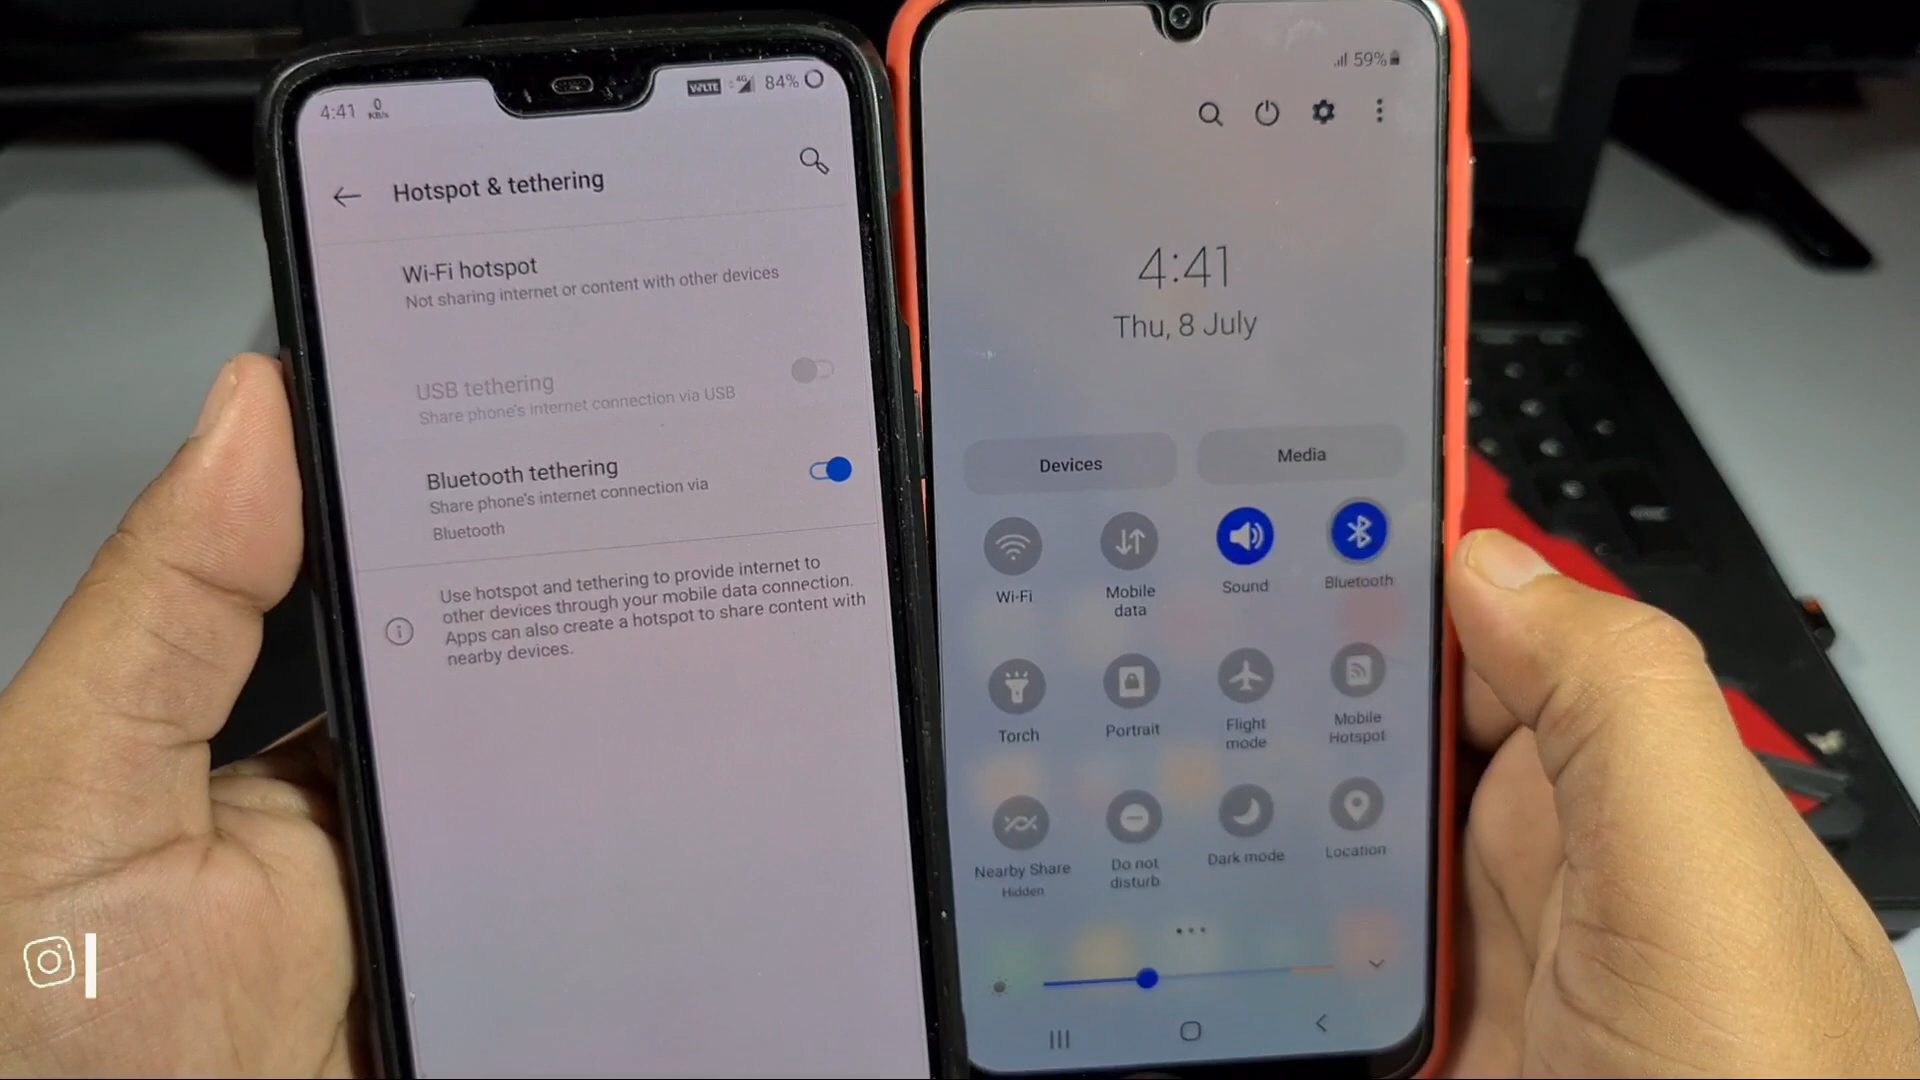 4:41
0
KB/s
VoLTE
4G
84%
Hotspot & tethering
Wi-Fi hotspot
Not sharing internet or content with other devices
USB tethering
Share phone's internet connection via USB
Bluetooth tethering
Share phone's internet connection via
Bluetooth
Use hotspot and tethering to provide internet to
other devices through your mobile data connection.
Apps can also create a hotspot to share content with
nearby devices.
59%
4:41
Thu, 8 July
Devices
Media
Wi-Fi
Mobile
data
Sound
Bluetooth
Torch
Portrait
Flight
mode
Mobile
Hotspot
Nearby Share
Hidden
Do not
disturb
Dark mode
Location